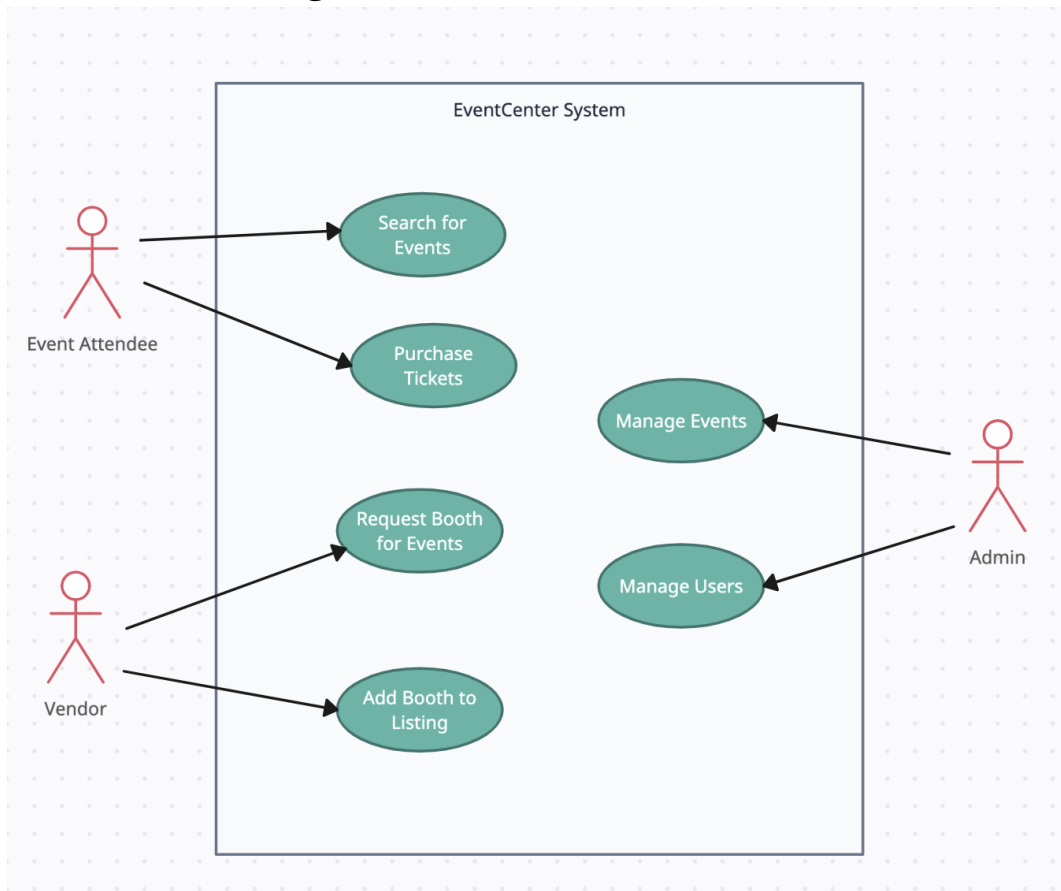 EventCenter System
Search for
Events
Event Attendee
Purchase
Tickets
Manage Events
Request Booth
for Events
Admin
Manage Users
Vendor
Add Booth to
Listing